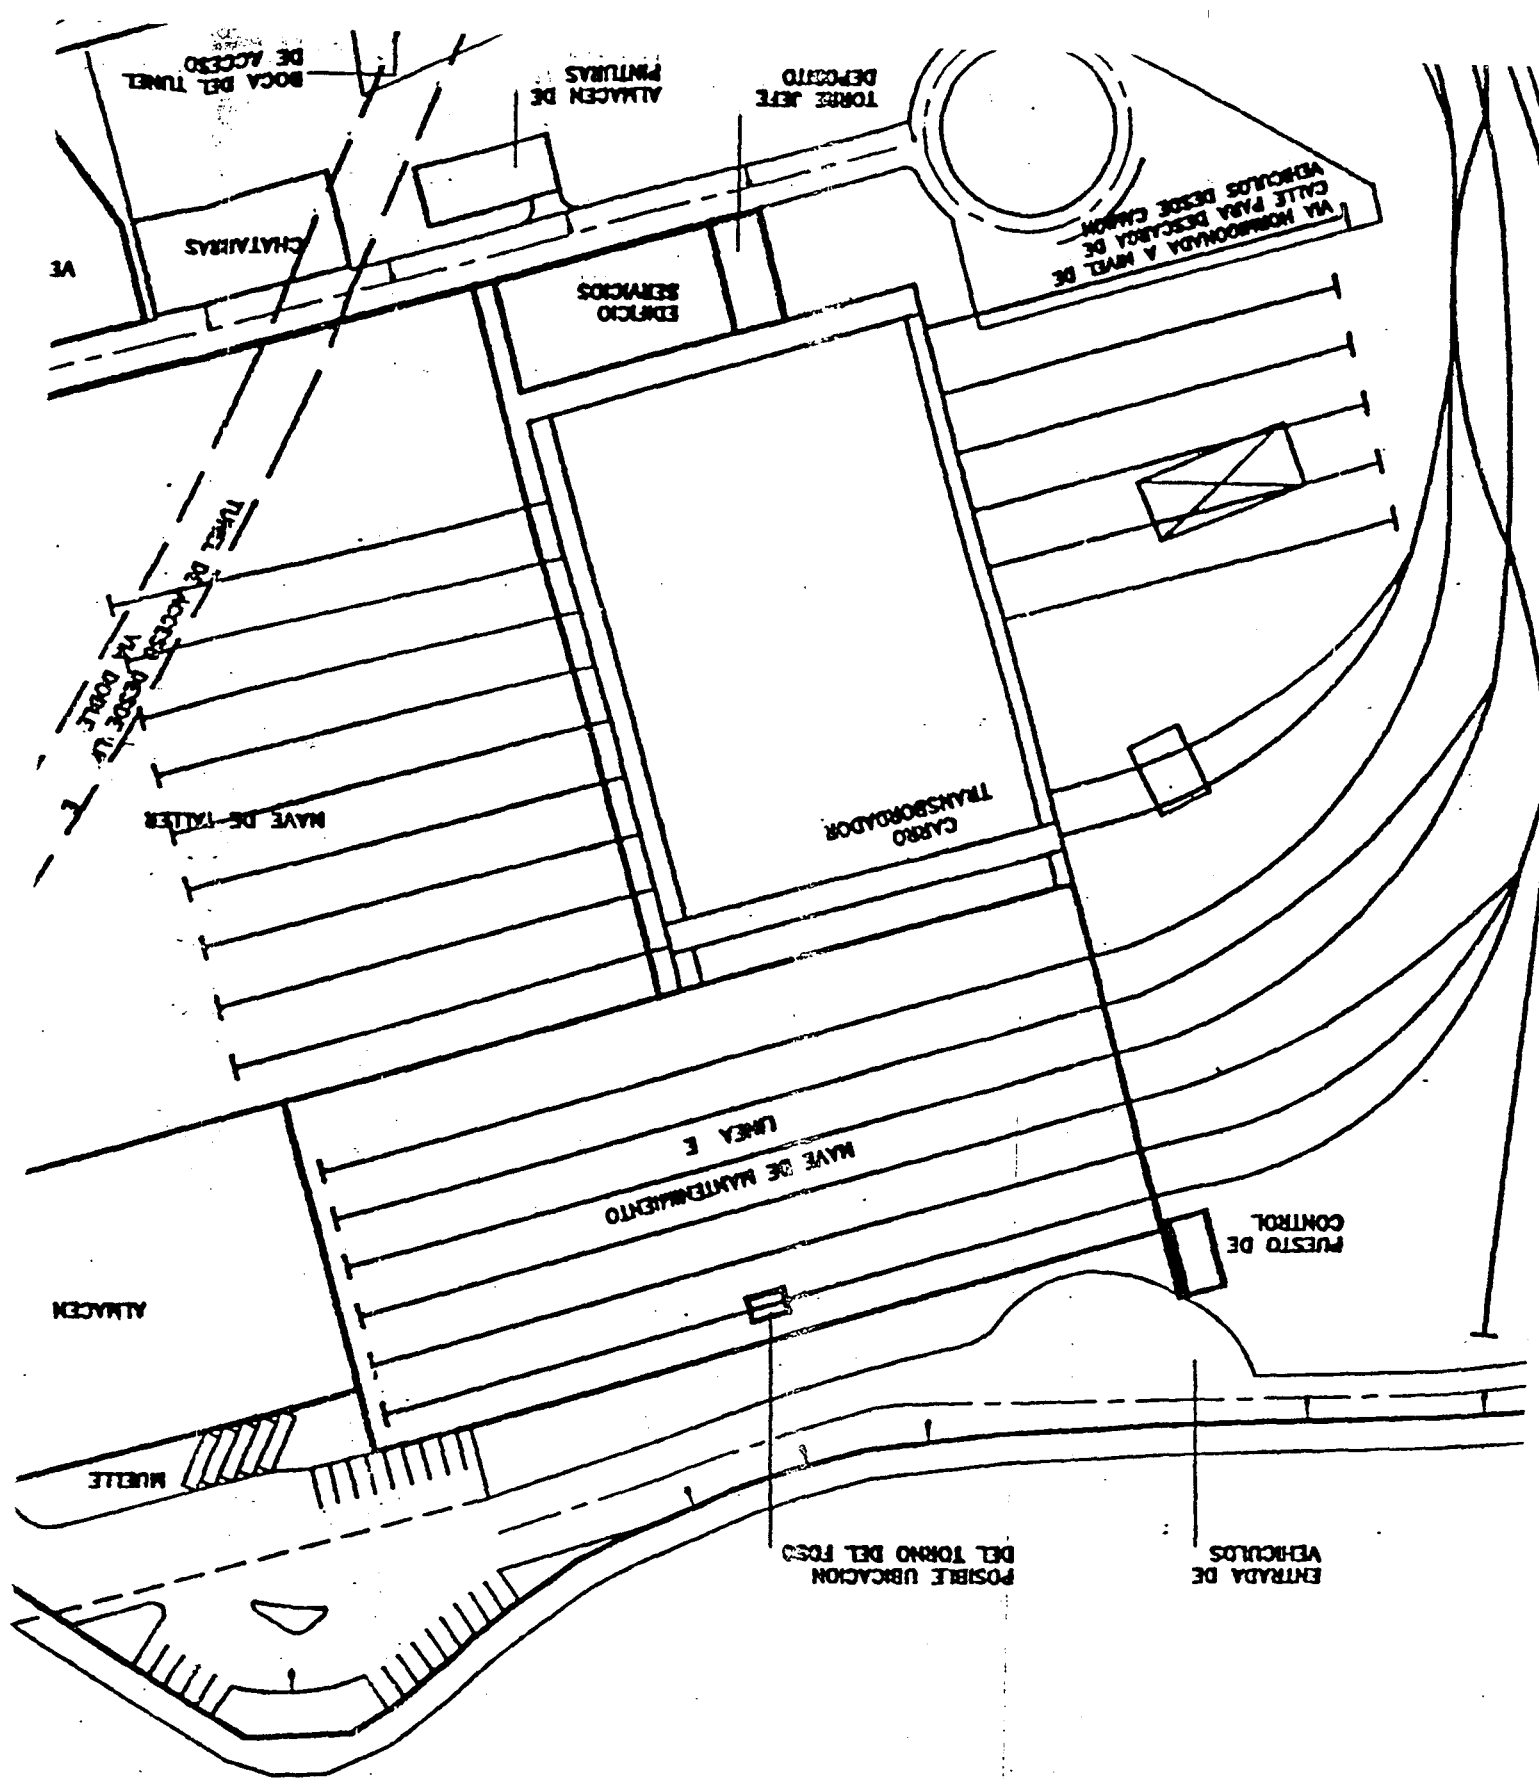 ENTRADA DE
VEHICULOS
POSIBLE UBICACION
DEL TORNO DEL FOSO
MUELLE
ALMACEN
PUESTO DE
CONTROL
NAVE DE MANTENIMIENTO
LINEA E
CARRO
TRANSBORDADOR
NAVE DE TALLER
TUNEL DE ACCESO DESDE LA
VIA DOBLE
EDIFICIO
SERVICIOS
VIA HORMIGONADA A NIVEL DE
CALLE PARA DESCARGA DE
VEHICULOS DESDE CAMION
VE
CHATARRAS
TORRE JEFE
DEPOSITO
ALMACEN DE
PINTURAS
BOCA DEL TUNEL
DE ACCESO